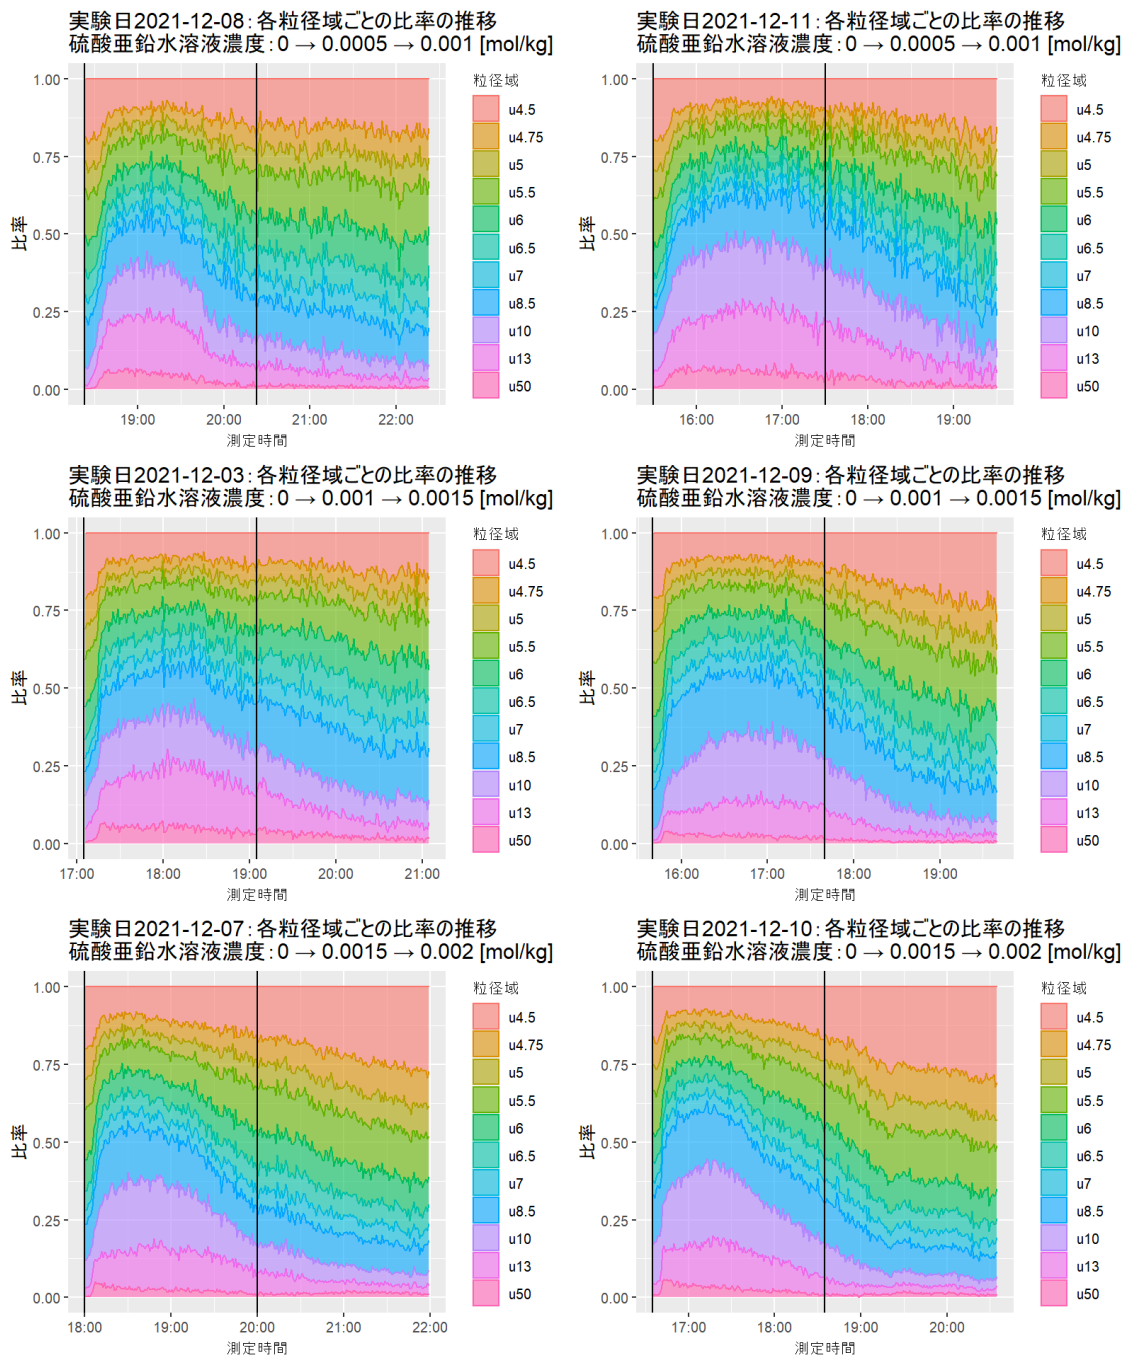 実験日2021-12-08：各粒径域ごとの比率の推移
硫酸亜鉛水溶液濃度：0 → 0.0005 → 0.001 [mol/kg]
比率
1.00
0.75
0.50
0.25
0.00
19:00 20:00 21:00 22:00
測定時間
粒径域
u4.5
u4.75
u5
u5.5
u6
u6.5
u7
u8.5
u10
u13
u50
実験日2021-12-11：各粒径域ごとの比率の推移
硫酸亜鉛水溶液濃度：0 → 0.0005 → 0.001 [mol/kg]
比率
1.00
0.75
0.50
0.25
0.00
16:00 17:00 18:00 19:00
測定時間
粒径域
u4.5
u4.75
u5
u5.5
u6
u6.5
u7
u8.5
u10
u13
u50
実験日2021-12-03：各粒径域ごとの比率の推移
硫酸亜鉛水溶液濃度：0 → 0.001 → 0.0015 [mol/kg]
比率
1.00
0.75
0.50
0.25
0.00
17:00 18:00 19:00 20:00 21:00
測定時間
粒径域
u4.5
u4.75
u5
u5.5
u6
u6.5
u7
u8.5
u10
u13
u50
実験日2021-12-09：各粒径域ごとの比率の推移
硫酸亜鉛水溶液濃度：0 → 0.001 → 0.0015 [mol/kg]
比率
1.00
0.75
0.50
0.25
0.00
16:00 17:00 18:00 19:00
測定時間
粒径域
u4.5
u4.75
u5
u5.5
u6
u6.5
u7
u8.5
u10
u13
u50
実験日2021-12-07：各粒径域ごとの比率の推移
硫酸亜鉛水溶液濃度：0 → 0.0015 → 0.002 [mol/kg]
比率
1.00
0.75
0.50
0.25
0.00
18:00 19:00 20:00 21:00 22:00
測定時間
粒径域
u4.5
u4.75
u5
u5.5
u6
u6.5
u7
u8.5
u10
u13
u50
実験日2021-12-10：各粒径域ごとの比率の推移
硫酸亜鉛水溶液濃度：0 → 0.0015 → 0.002 [mol/kg]
比率
1.00
0.75
0.50
0.25
0.00
17:00 18:00 19:00 20:00
測定時間
粒径域
u4.5
u4.75
u5
u5.5
u6
u6.5
u7
u8.5
u10
u13
u50